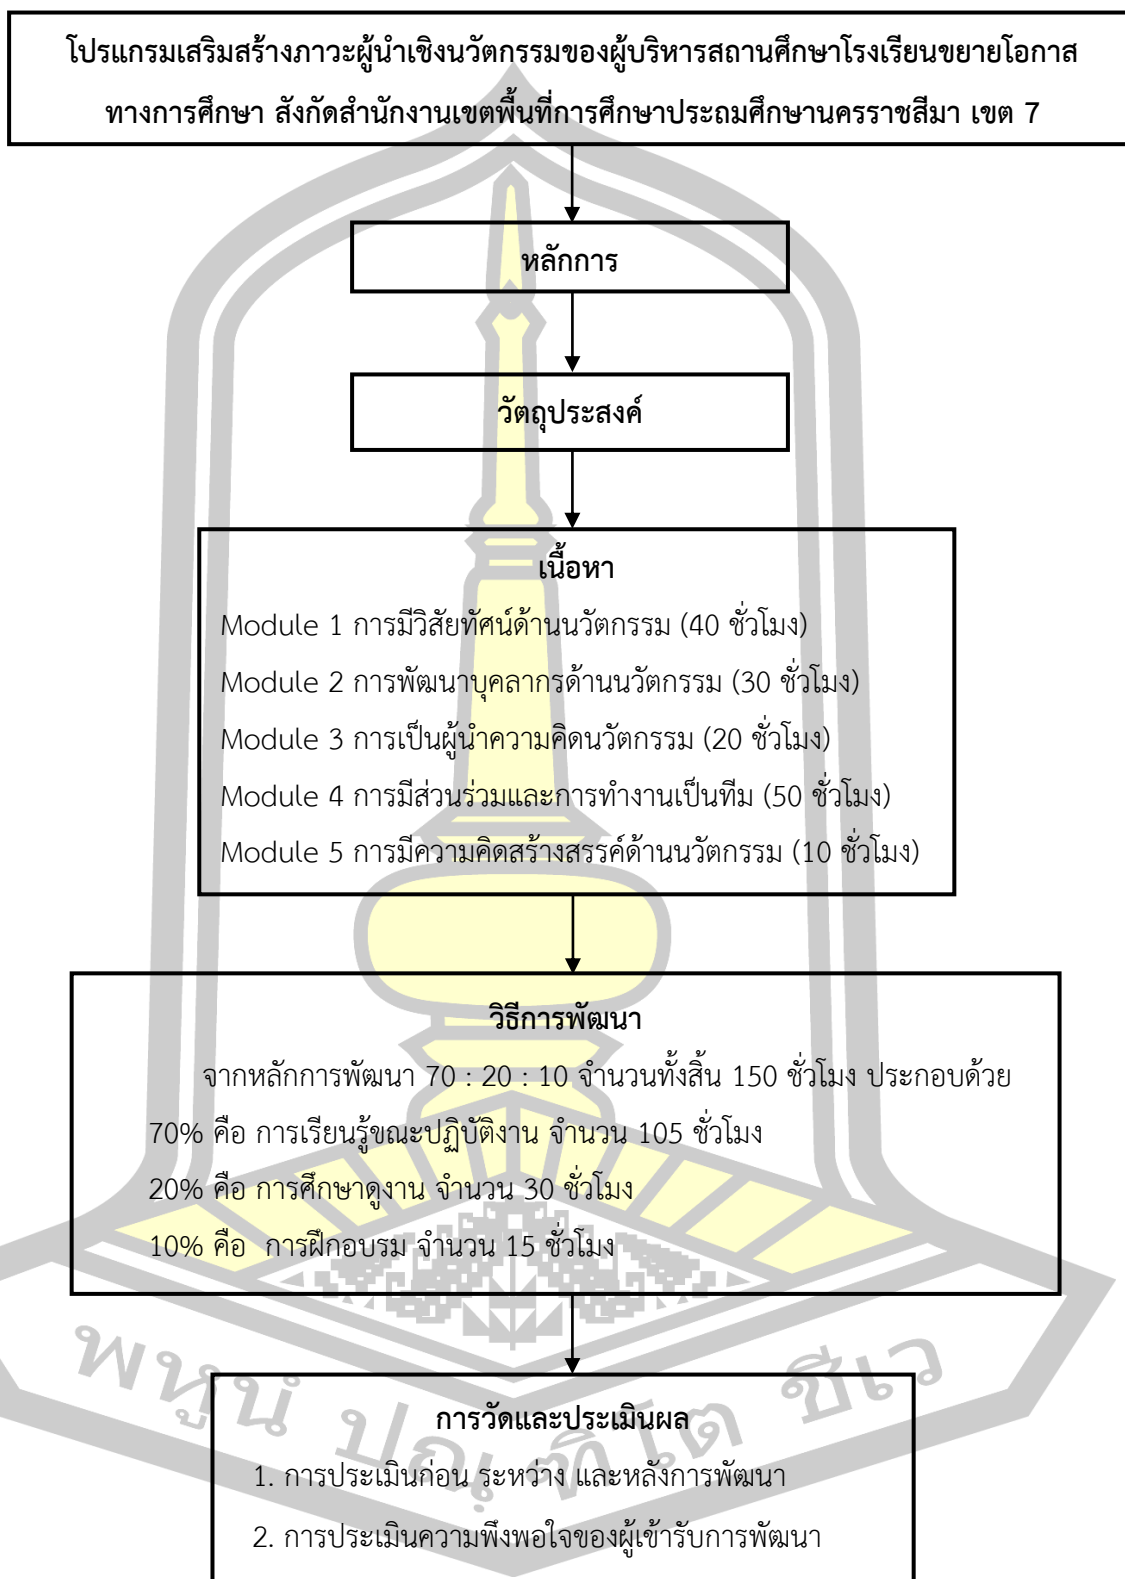 โปรแกรมเสริมสร้างภาวะผู้นำเชิงนวัตกรรมของผู้บริหารสถานศึกษาโรงเรียนขยายโอกาส
ทางการศึกษา สังกัดสำนักงานเขตพื้นที่การศึกษาประถมศึกษานครราชสีมา เขต 7
หลักการ
วัตถุประสงค์
เนื้อหา
Module 1 การมีวิสัยทัศน์ด้านนวัตกรรม (40 ชั่วโมง)
Module 2 การพัฒนาบุคลากรด้านนวัตกรรม (30 ชั่วโมง)
Module 3 การเป็นผู้นำความคิดนวัตกรรม (20 ชั่วโมง)
Module 4 การมีส่วนร่วมและการทำงานเป็นทีม (50 ชั่วโมง)
Module 5 การมีความคิดสร้างสรรค์ด้านนวัตกรรม (10 ชั่วโมง)
วิธีการพัฒนา
จากหลักการพัฒนา 70 : 20 : 10 จำนวนทั้งสิ้น 150 ชั่วโมง ประกอบด้วย
70% คือ การเรียนรู้ขณะปฏิบัติงาน จำนวน 105 ชั่วโมง
20% คือ การศึกษาดูงาน จำนวน 30 ชั่วโมง
10% คือ การฝึกอบรม จำนวน 15 ชั่วโมง
การวัดและประเมินผล
1. การประเมินก่อน ระหว่าง และหลังการพัฒนา
2. การประเมินความพึงพอใจของผู้เข้ารับการพัฒนา
พหูนํ ปณฺฑิโต ชีเว